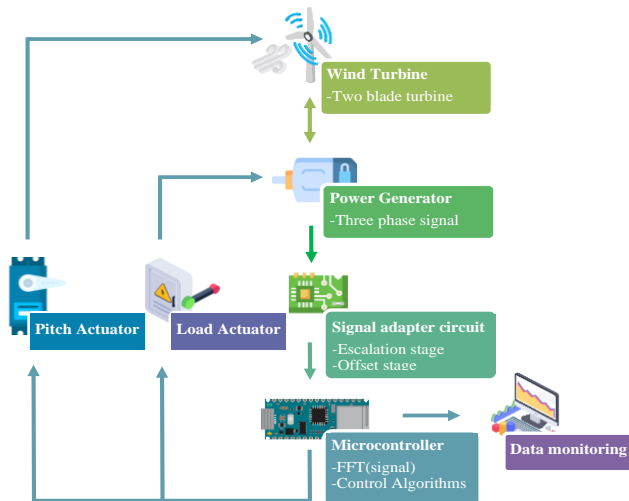 Wind Turbine
-Two blade turbine
Power Generator
-Three phase signal
Pitch Actuator
Load Actuator
Signal adapter circuit
-Escalation stage
-Offset stage
Microcontroller
-FFT(signal)
-Control Algorithms
Data monitoring